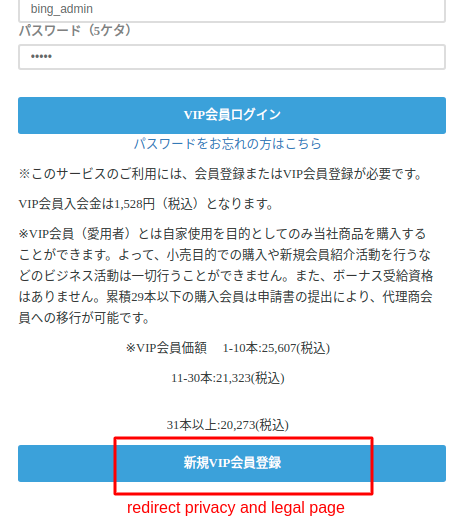 bing_admin
パスワード（5ケタ）
•••••
VIP会員ログイン
パスワードをお忘れの方はこちら
※このサービスのご利用には、会員登録またはVIP会員登録が必要です。
VIP会員入会金は1,528円（税込）となります。
※VIP会員（愛用者）とは自家使用を目的としてのみ当社商品を購入する
ことができます。よって、小売目的での購入や新規会員紹介活動を行うな
どのビジネス活動は一切行うことができません。また、ボーナス受給資格
はありません。累積29本以下の購入会員は申請書の提出により、代理商会
員への移行が可能です。
※VIP会員価額　1-10本:25,607(税込)
11-30本:21,323(税込)
31本以上:20,273(税込)
新規VIP会員登録
redirect privacy and legal page